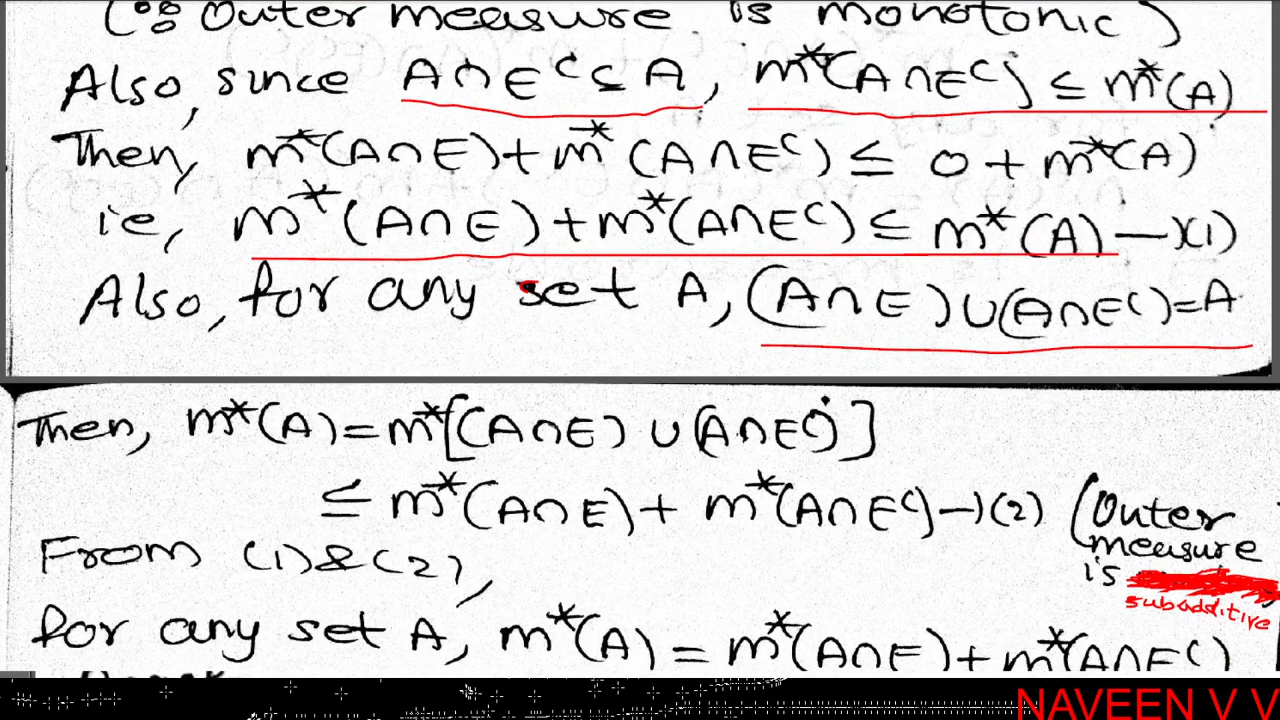 (∵ Outer measure is monotonic)
Also, since A∩E^c ⊆ A, m*(A∩E^c) ≤ m*(A)
Then, m*(A∩E)+m*(A∩E^c) ≤ 0+m*(A)
ie, m*(A∩E)+m*(A∩E^c) ≤ m*(A) —>(1)
Also, for any set A, (A∩E)∪(A∩E^c)=A
Then, m*(A)=m*[(A∩E) ∪ (A∩E^c)]
≤ m*(A∩E)+ m*(A∩E^c) —>(2) (Outer
measure
is
subadditive
From (1)&(2),
for any set A, m*(A) = m*(A∩E)+m*(A∩E^c)
NAVEEN V V